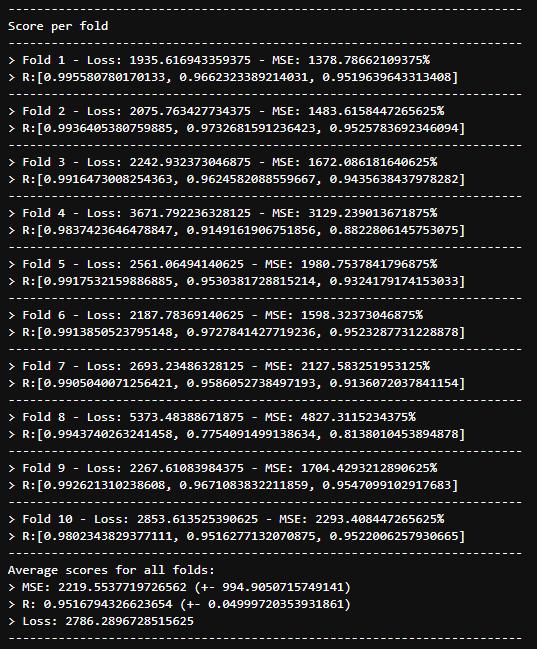 ------------------------------------------------------------------------
Score per fold
------------------------------------------------------------------------
> Fold 1 - Loss: 1935.616943359375 - MSE: 1378.78662109375%
> R:[0.995580780170133, 0.9662323389214031, 0.9519639643313408]
------------------------------------------------------------------------
> Fold 2 - Loss: 2075.763427734375 - MSE: 1483.6158447265625%
> R:[0.9936405380759885, 0.9732681591236423, 0.9525783692346094]
------------------------------------------------------------------------
> Fold 3 - Loss: 2242.932373046875 - MSE: 1672.086181640625%
> R:[0.9916473008254363, 0.9624582088559667, 0.9435638437978282]
------------------------------------------------------------------------
> Fold 4 - Loss: 3671.792236328125 - MSE: 3129.239013671875%
> R:[0.9837423646478847, 0.9149161906751856, 0.8822806145753075]
------------------------------------------------------------------------
> Fold 5 - Loss: 2561.06494140625 - MSE: 1980.7537841796875%
> R:[0.9917532159886885, 0.9530381728815214, 0.9324179174153033]
------------------------------------------------------------------------
> Fold 6 - Loss: 2187.78369140625 - MSE: 1598.32373046875%
> R:[0.9913850523795148, 0.9727841427719236, 0.9523287731228878]
------------------------------------------------------------------------
> Fold 7 - Loss: 2693.23486328125 - MSE: 2127.583251953125%
> R:[0.9905040071256421, 0.9586052738497193, 0.9136072037841154]
------------------------------------------------------------------------
> Fold 8 - Loss: 5373.48388671875 - MSE: 4827.3115234375%
> R:[0.9943740263241458, 0.7754091499138634, 0.8138010453894878]
------------------------------------------------------------------------
> Fold 9 - Loss: 2267.61083984375 - MSE: 1704.4293212890625%
> R:[0.992621310238608, 0.9671083832211859, 0.9547099102917683]
------------------------------------------------------------------------
> Fold 10 - Loss: 2853.613525390625 - MSE: 2293.408447265625%
> R:[0.9802343829377111, 0.9516277132070875, 0.9522006257930665]
------------------------------------------------------------------------
Average scores for all folds:
> MSE: 2219.5537719726562 (+- 994.9050715749141)
> R: 0.9516794326623654 (+- 0.04999720353931861)
> Loss: 2786.2896728515625
------------------------------------------------------------------------